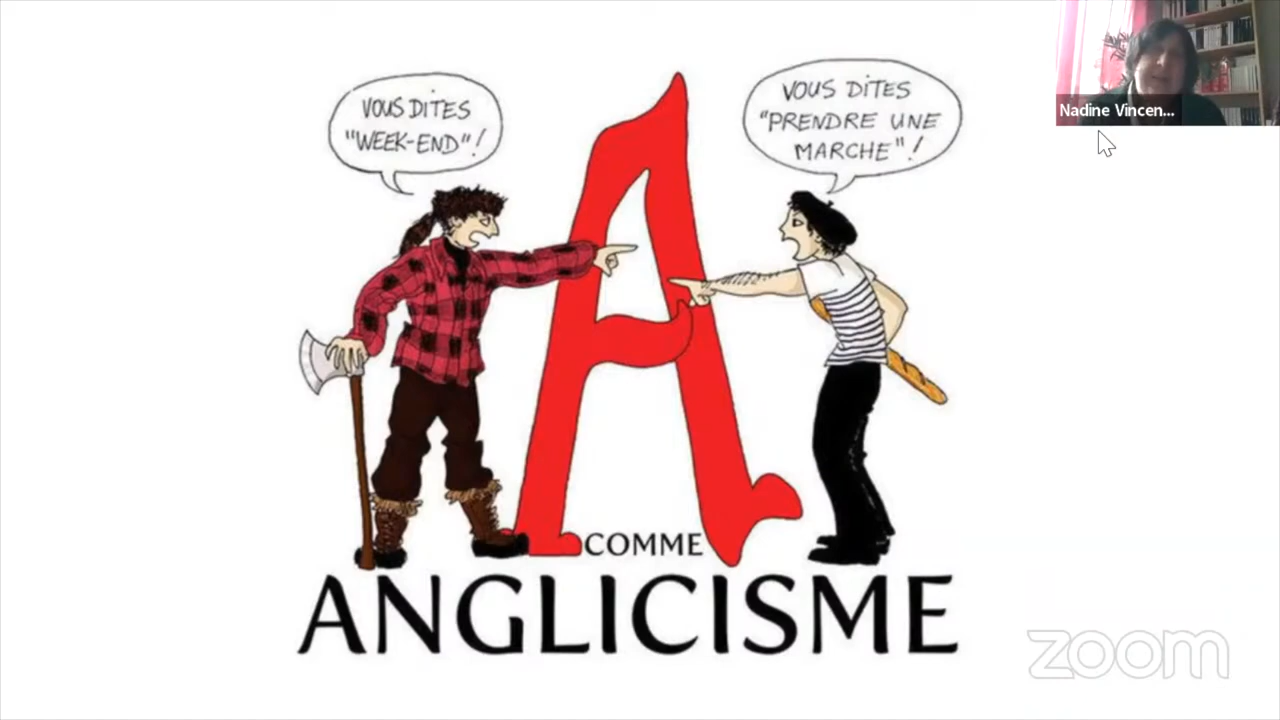 Nadine Vincen...
VOUS DITES
"WEEK-END"!
VOUS DITES
"PRENDRE UNE
MARCHE"!
A
COMME
ANGLICISME
zoom